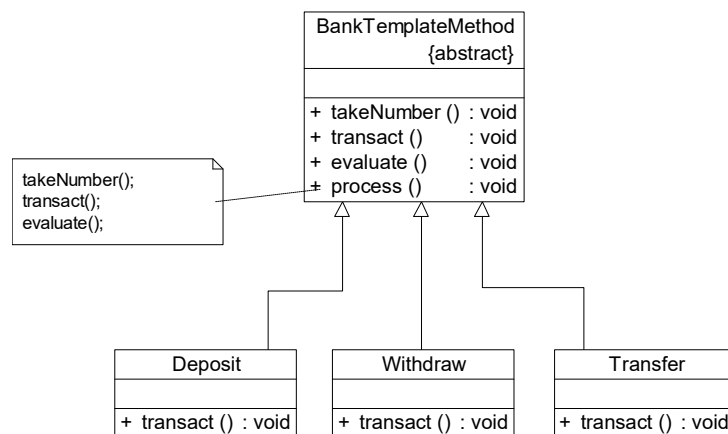 BankTemplateMethod
{abstract}
+ takeNumber () : void
+ transact () : void
+ evaluate () : void
+ process () : void
takeNumber();
transact();
evaluate();
Deposit
+ transact () : void
Withdraw
+ transact () : void
Transfer
+ transact () : void